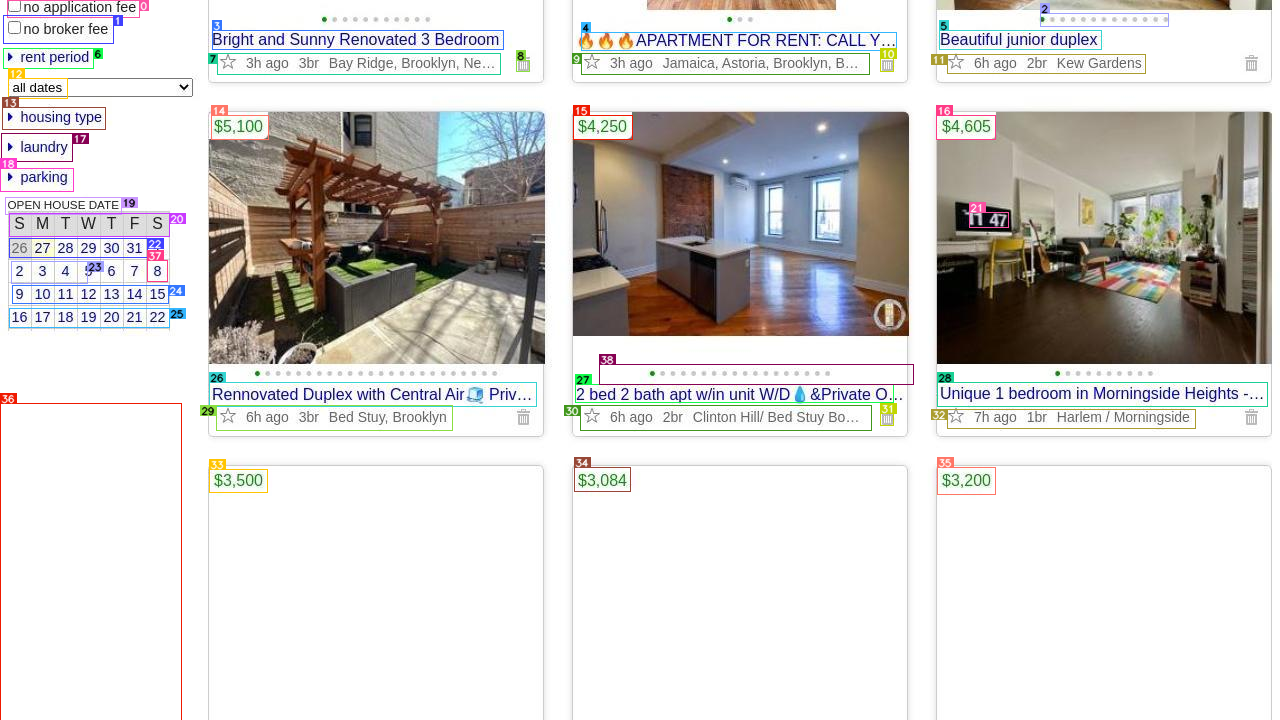 no application fee
0
no broker fee
1
rent period
6
12
all dates
13
housing type
17
laundry
18
parking
OPEN HOUSE DATE
19
S M T W T F S
20
26 27 28 29 30 31
22
37
2 3 4 5 6 7 8
23
9 10 11 12 13 14 15
24
16 17 18 19 20 21 22
25
36
3
Bright and Sunny Renovated 3 Bedroom
7
3h ago 3br Bay Ridge, Brooklyn, Ne…
8
4
🔥🔥🔥APARTMENT FOR RENT: CALL Y…
9
3h ago Jamaica, Astoria, Brooklyn, B…
10
2
5
Beautiful junior duplex
11
6h ago 2br Kew Gardens
14
$5,100
26
Rennovated Duplex with Central Air🧊 Priv…
29
6h ago 3br Bed Stuy, Brooklyn
15
$4,250
38
27
2 bed 2 bath apt w/in unit W/D💧&Private O…
30
6h ago 2br Clinton Hill/ Bed Stuy Bo…
31
16
$4,605
21
11 47
28
Unique 1 bedroom in Morningside Heights -…
32
7h ago 1br Harlem / Morningside
33
$3,500
34
$3,084
35
$3,200